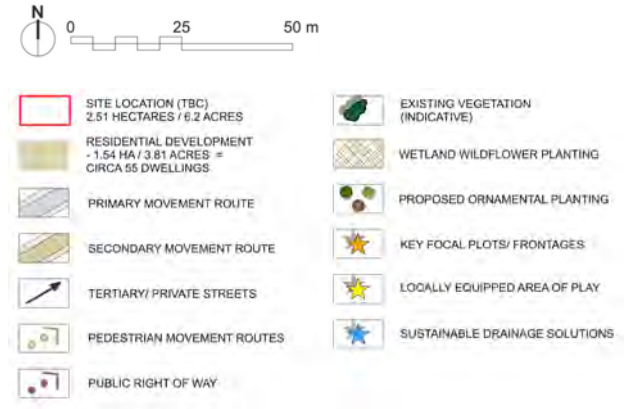 N
0 25 50 m
SITE LOCATION (TBC)
2.51 HECTARES / 6.2 ACRES
RESIDENTIAL DEVELOPMENT
- 1.54 HA / 3.81 ACRES =
CIRCA 55 DWELLINGS
PRIMARY MOVEMENT ROUTE
SECONDARY MOVEMENT ROUTE
TERTIARY/ PRIVATE STREETS
PEDESTRIAN MOVEMENT ROUTES
PUBLIC RIGHT OF WAY
EXISTING VEGETATION
(INDICATIVE)
WETLAND WILDFLOWER PLANTING
PROPOSED ORNAMENTAL PLANTING
KEY FOCAL PLOTS/ FRONTAGES
LOCALLY EQUIPPED AREA OF PLAY
SUSTAINABLE DRAINAGE SOLUTIONS